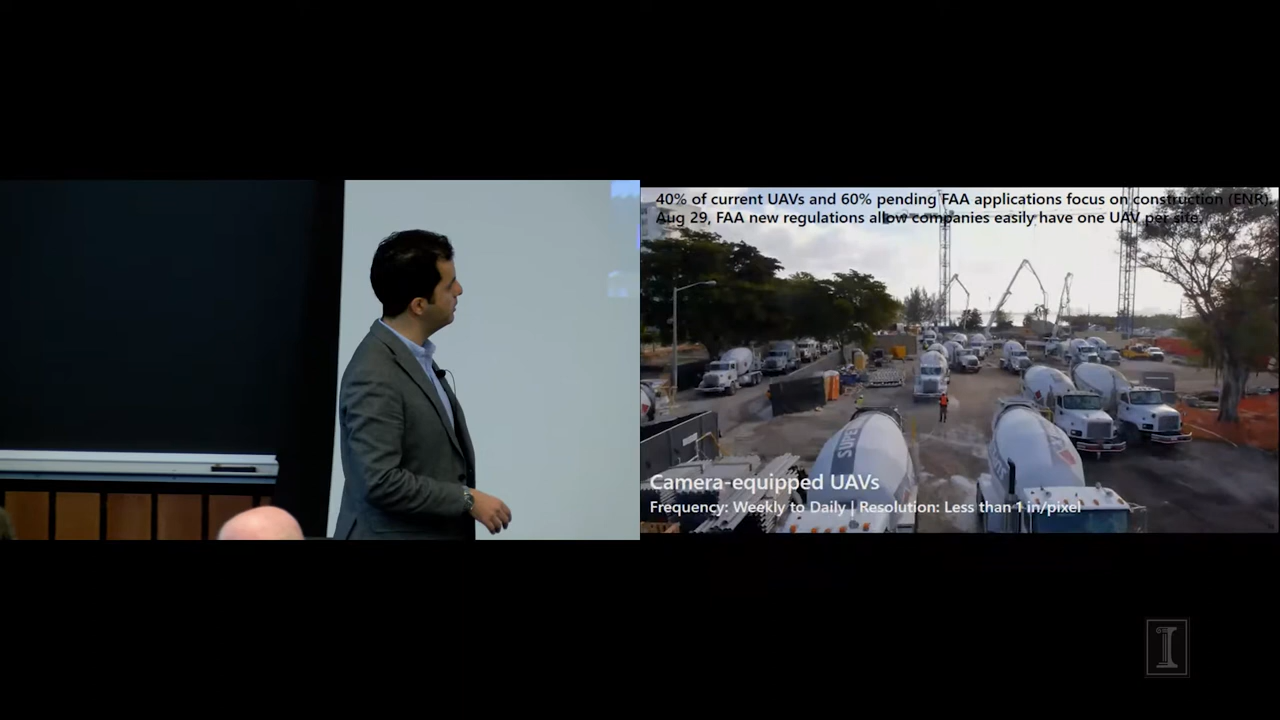 40% of current UAVs and 60% pending FAA applications focus on construction (ENR).
Aug 29, FAA new regulations allow companies easily have one UAV per site.
SUPER
Camera-equipped UAVs
Frequency: Weekly to Daily | Resolution: Less than 1 in/pixel
I